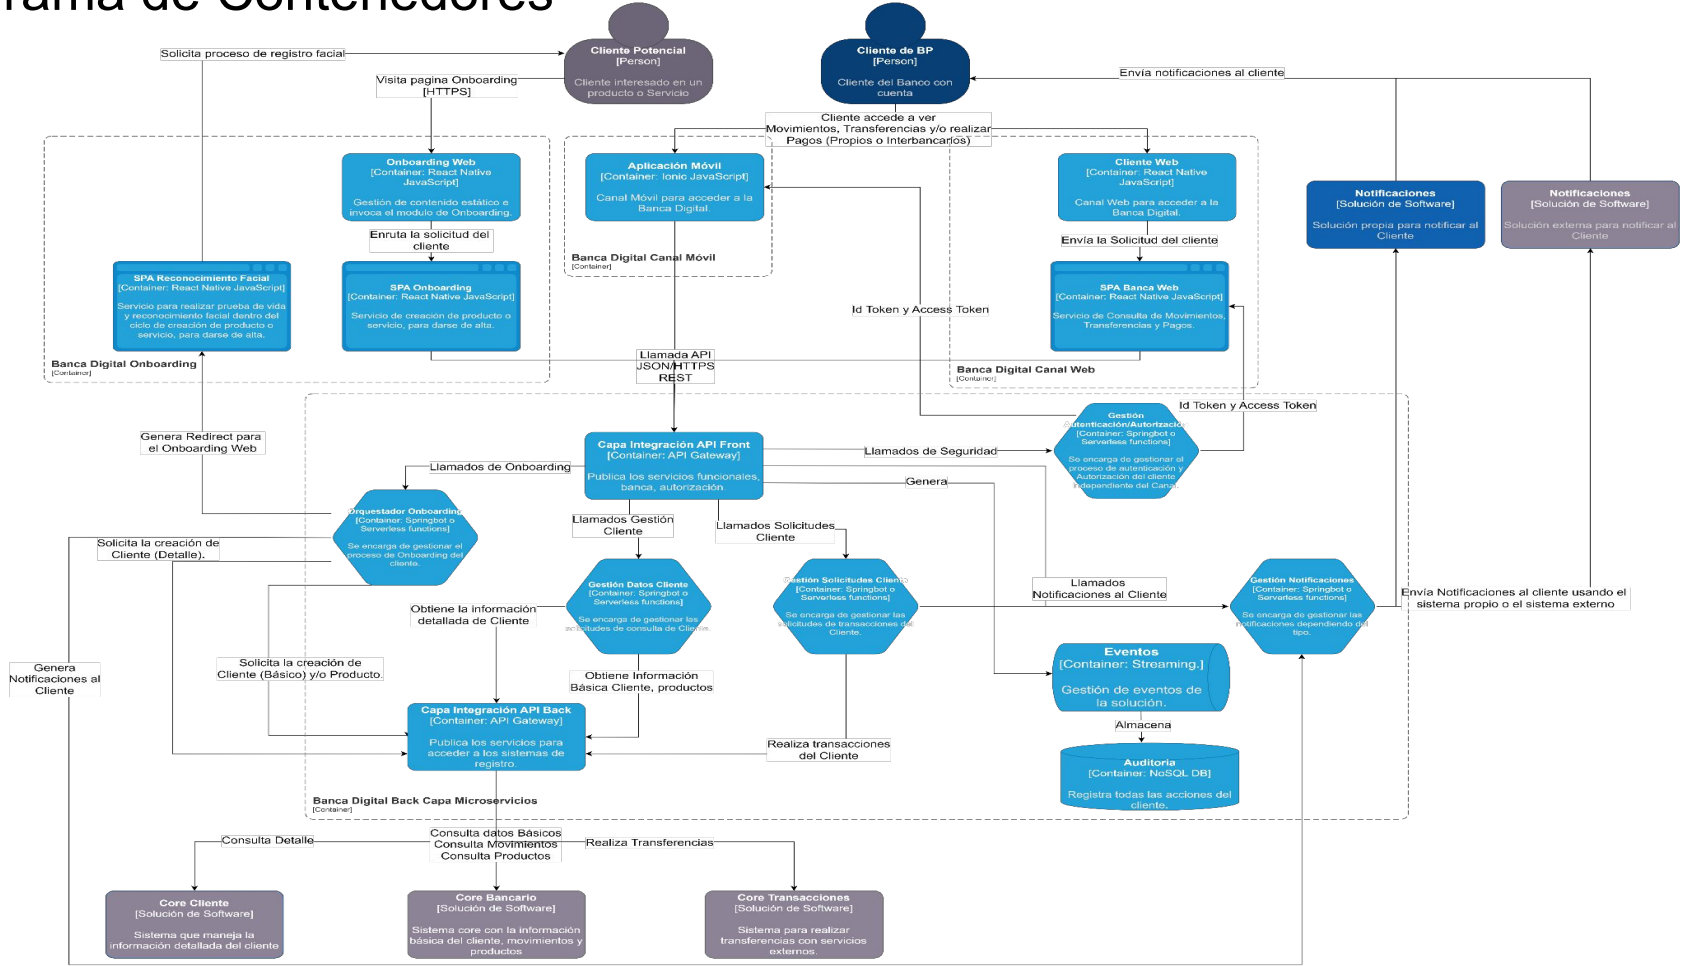 rama de Contenedores
Cliente Potencial
[Person]
Cliente interesado en un
producto o Servicio
Cliente de BP
[Person]
Cliente del Banco con
cuenta
Solicita proceso de registro facial
Visita pagina Onboarding
[HTTPS]
Envía notificaciones al cliente
Cliente accede a ver
Movimientos, Transferencias y/o realizar
Pagos (Propios o Interbancarios)
Onboarding Web
[Container: React Native
JavaScript]
Gestión de contenido estático e
invoca el modulo de Onboarding.
Aplicación Móvil
[Container: Ionic JavaScript]
Canal Móvil para acceder a la
Banca Digital.
Cliente Web
[Container: React Native
JavaScript]
Canal Web para acceder a la
Banca Digital.
Notificaciones
[Solución de Software]
Solución propia para notificar al
Cliente
Notificaciones
[Solución de Software]
Solución externa para notificar al
Cliente
Enruta la solicitud del
cliente
Envía la Solicitud del cliente
Banca Digital Canal Móvil
[Container]
SPA Reconocimiento Facial
[Container: React Native JavaScript]
Servicio para realizar prueba de vida
y reconocimiento facial dentro del
ciclo de creación de producto o
servicio, para darse de alta.
SPA Onboarding
[Container: React Native JavaScript]
Servicio de creación de producto o
servicio, para darse de alta.
SPA Banca Web
[Container: React Native JavaScript]
Servicio de Consulta de Movimientos,
Transferencias y Pagos.
Id Token y Access Token
Banca Digital Onboarding
[Container]
Llamada API
JSON/HTTPS
REST
Banca Digital Canal Web
[Container]
Id Token y Access Token
Genera Redirect para
el Onboarding Web
Capa Integración API Front
[Container: API Gateway]
Publica los servicios funcionales,
banca, autorización.
Gestión
Autenticación/Autorización
[Container: Springbot o
Serverless functions]
Se encarga de gestionar el
proceso de autenticación y
Autorización del cliente
independiente del Canal.
Llamados de Seguridad
Llamados de Onboarding
Genera
Orquestador Onboarding
[Container: Springbot o
Serverless functions]
Se encarga de gestionar el
proceso de Onboarding del
cliente.
Llamados Gestión
Cliente
Llamados Solicitudes
Cliente
Solicita la creación de
Cliente (Detalle).
Gestión Datos Cliente
[Container: Springbot o
Serverless functions]
Se encarga de gestionar las
solicitudes de consulta de Cliente.
Gestión Solicitudes Cliente
[Container: Springbot o
Serverless functions]
Se encarga de gestionar las
solicitudes de transacciones del
Cliente.
Llamados
Notificaciones al Cliente
Gestión Notificaciones
[Container: Springbot o
Serverless functions]
Se encarga de gestionar las
notificaciones dependiendo del
tipo.
Envía Notificaciones al cliente usando el
sistema propio o el sistema externo
Obtiene la información
detallada de Cliente
Genera
Notificaciones al
Cliente
Solicita la creación de
Cliente (Básico) y/o Producto.
Obtiene Información
Básica Cliente, productos
Eventos
[Container: Streaming.]
Gestión de eventos de
la solución.
Almacena
Capa Integración API Back
[Container: API Gateway]
Publica los servicios para
acceder a los sistemas de
registro.
Realiza transacciones
del Cliente
Auditoria
[Container: NoSQL DB]
Registra todas las acciones del
cliente.
Banca Digital Back Capa Microservicios
[Container]
Consulta Detalle
Consulta datos Básicos
Consulta Movimientos
Consulta Productos
Realiza Transferencias
Core Cliente
[Solución de Software]
Sistema que maneja la
información detallada del cliente
Core Bancario
[Solución de Software]
Sistema core con la información
básica del cliente, movimientos y
productos
Core Transacciones
[Solución de Software]
Sistema para realizar
transferencias con servicios
externos.